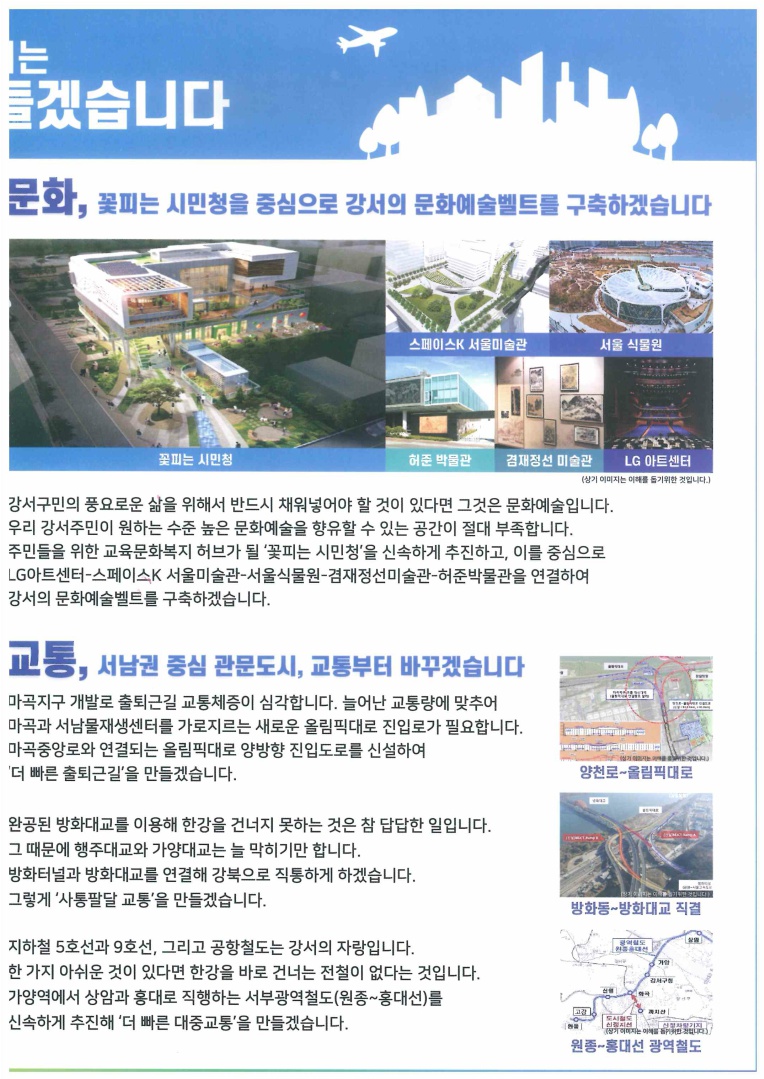 는
들겠습니다
문화, 꽃피는 시민청을 중심으로 강서의 문화예술벨트를 구축하겠습니다
스페이스K 서울미술관
서울 식물원
꽃피는 시민청
허준 박물관
겸재정선 미술관
LG 아트센터
(상기 이미지는 이해를 돕기위한 것입니다.)
강서구민의 풍요로운 삶을 위해서 반드시 채워넣어야 할 것이 있다면 그것은 문화예술입니다.
우리 강서주민이 원하는 수준 높은 문화예술을 향유할 수 있는 공간이 절대 부족합니다.
주민들을 위한 교육문화복지 허브가 될 '꽃피는 시민청'을 신속하게 추진하고, 이를 중심으로
LG아트센터-스페이스K 서울미술관-서울식물원-겸재정선미술관-허준박물관을 연결하여
강서의 문화예술벨트를 구축하겠습니다.
교통, 서남권 중심 관문도시, 교통부터 바꾸겠습니다
마곡지구 개발로 출퇴근길 교통체증이 심각합니다. 늘어난 교통량에 맞추어
마곡과 서남물재생센터를 가로지르는 새로운 올림픽대로 진입로가 필요합니다.
마곡중앙로와 연결되는 올림픽대로 양방향 진입도로를 신설하여
'더 빠른 출퇴근길'을 만들겠습니다.
양천로~올림픽대로
완공된 방화대교를 이용해 한강을 건너지 못하는 것은 참 답답한 일입니다.
그 때문에 행주대교와 가양대교는 늘 막히기만 합니다.
방화터널과 방화대교를 연결해 강북으로 직통하게 하겠습니다.
그렇게 '사통팔달 교통'을 만들겠습니다.
방화동~방화대교 직결
지하철 5호선과 9호선, 그리고 공항철도는 강서의 자랑입니다.
한 가지 아쉬운 것이 있다면 한강을 바로 건너는 전철이 없다는 것입니다.
가양역에서 상암과 홍대로 직행하는 서부광역철도(원종~홍대선)를
신속하게 추진해 '더 빠른 대중교통'을 만들겠습니다.
상암
광역철도
원종홍대선
가양
강서구청
신월
화곡
고강
원종
까치산
도시철도
신정지선
신정차량기지
(상기 이미지는 이해를 돕기위한 것입니다.)
원종~홍대선 광역철도